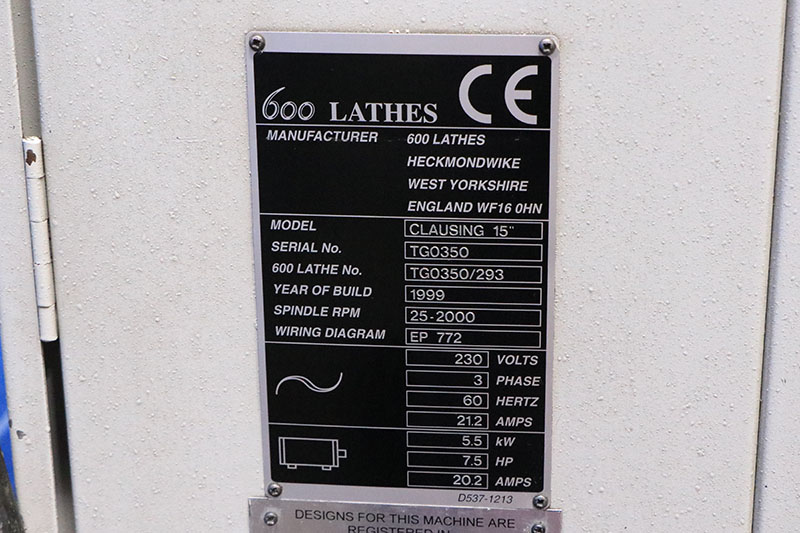 600 LATHES CE
MANUFACTURER 600 LATHES
HECKMONDWIKE
WEST YORKSHIRE
ENGLAND WF16 0HN
MODEL CLAUSING 15"
SERIAL No. TG0350
600 LATHE No. TG0350/293
YEAR OF BUILD 1999
SPINDLE RPM 25-2000
WIRING DIAGRAM EP 772
230 VOLTS
3 PHASE
60 HERTZ
21.2 AMPS
5.5 kW
7.5 HP
20.2 AMPS
D537-1213
DESIGNS FOR THIS MACHINE ARE
REGISTERED IN